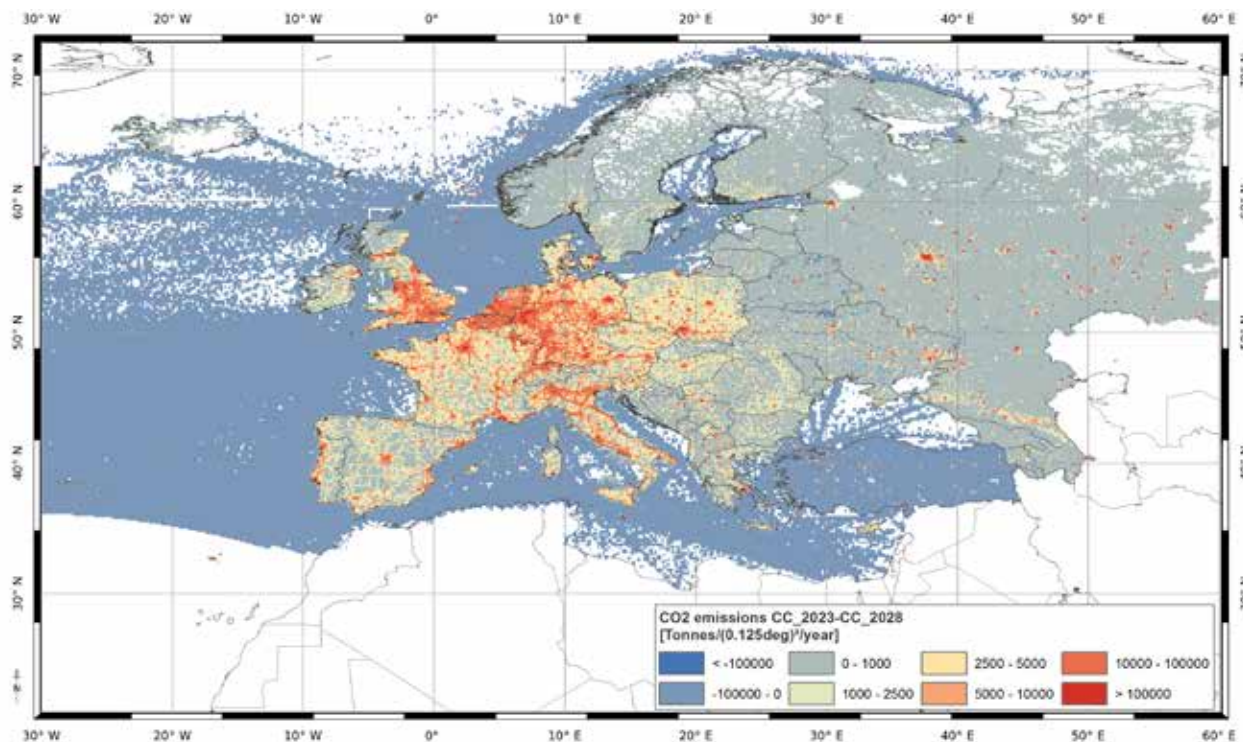 30° W 20° W 10° W 0° 10° E 20° E 30° E 40° E 50° E 60° E
70° N
60° N
50° N
40° N
30° N
CO2 emissions CC_2023-CC_2028
[Tonnes/(0.125deg)²/year]
< -100000 0 - 1000 2500 - 5000 10000 - 100000
-100000 - 0 1000 - 2500 5000 - 10000 > 100000
30° W 20° W 10° W 0° 10° E 20° E 30° E 40° E 50° E 60° E